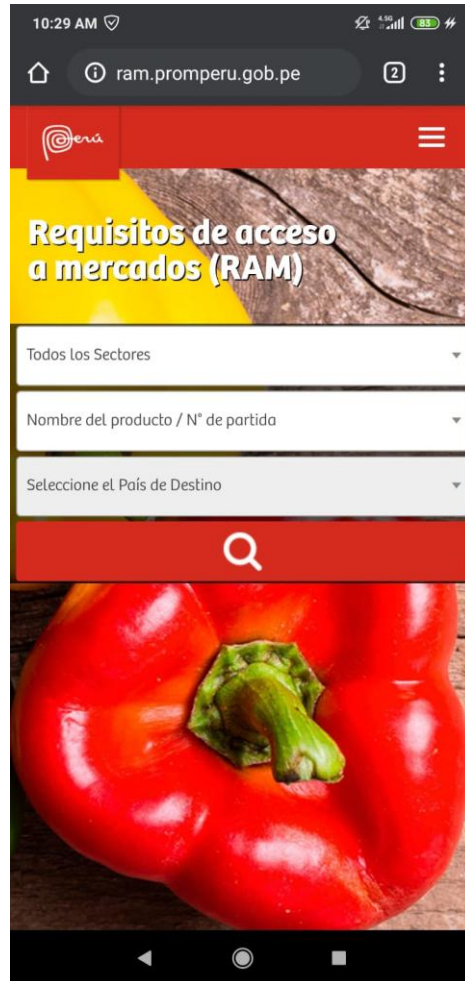 10:29 AM
4.5G
83
ram.promperu.gob.pe
2
Perú
Requisitos de acceso
a mercados (RAM)
Todos los Sectores
Nombre del producto / N° de partida
Seleccione el País de Destino